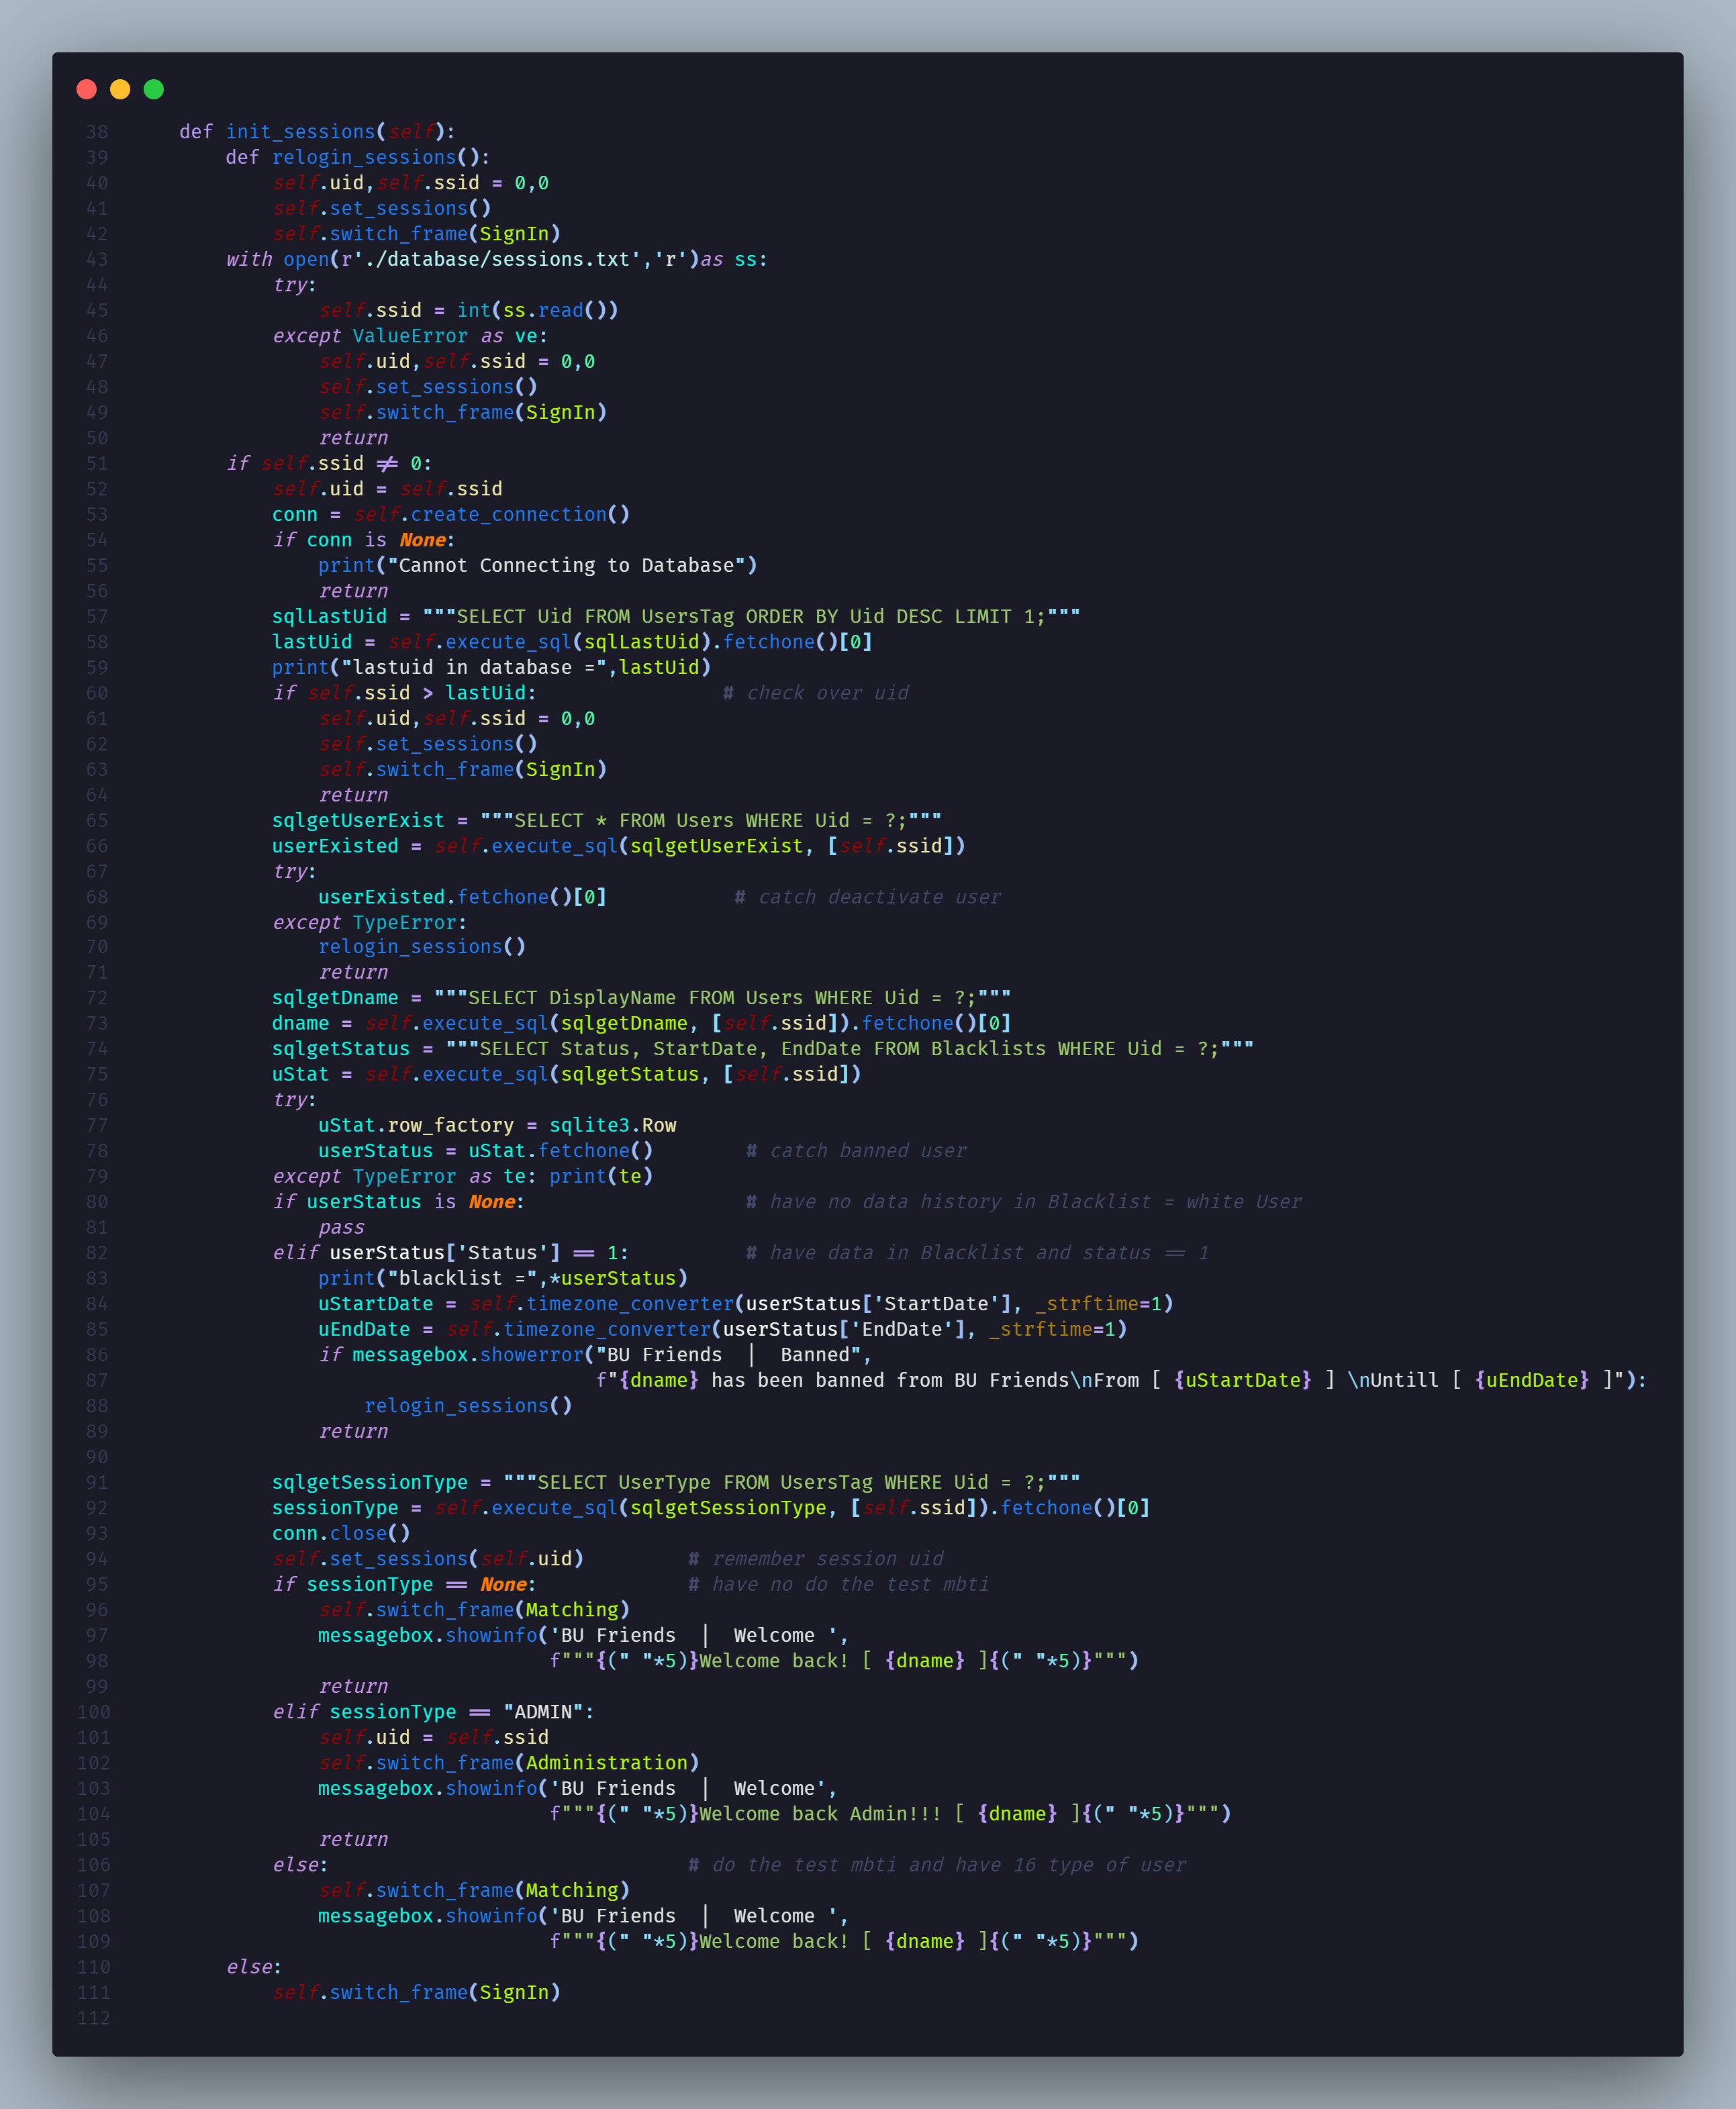 38    def init_sessions(self):
39        def relogin_sessions():
40            self.uid,self.ssid = 0,0
41            self.set_sessions()
42            self.switch_frame(SignIn)
43        with open(r'./database/sessions.txt','r')as ss:
44            try:
45                self.ssid = int(ss.read())
46            except ValueError as ve:
47                self.uid,self.ssid = 0,0
48                self.set_sessions()
49                self.switch_frame(SignIn)
50                return
51        if self.ssid != 0:
52            self.uid = self.ssid
53            conn = self.create_connection()
54            if conn is None:
55                print("Cannot Connecting to Database")
56                return
57            sqlLastUid = """SELECT Uid FROM UsersTag ORDER BY Uid DESC LIMIT 1;"""
58            lastUid = self.execute_sql(sqlLastUid).fetchone()[0]
59            print("lastuid in database =",lastUid)
60            if self.ssid > lastUid:                # check over uid
61                self.uid,self.ssid = 0,0
62                self.set_sessions()
63                self.switch_frame(SignIn)
64                return
65            sqlgetUserExist = """SELECT * FROM Users WHERE Uid = ?;"""
66            userExisted = self.execute_sql(sqlgetUserExist, [self.ssid])
67            try:
68                userExisted.fetchone()[0]           # catch deactivate user
69            except TypeError:
70                relogin_sessions()
71                return
72            sqlgetDname = """SELECT DisplayName FROM Users WHERE Uid = ?;"""
73            dname = self.execute_sql(sqlgetDname, [self.ssid]).fetchone()[0]
74            sqlgetStatus = """SELECT Status, StartDate, EndDate FROM Blacklists WHERE Uid = ?;"""
75            uStat = self.execute_sql(sqlgetStatus, [self.ssid])
76            try:
77                uStat.row_factory = sqlite3.Row
78                userStatus = uStat.fetchone()        # catch banned user
79            except TypeError as te: print(te)
80            if userStatus is None:                   # have no data history in Blacklist = white User
81                pass
82            elif userStatus['Status'] == 1:          # have data in Blacklist and status == 1
83                print("blacklist =",*userStatus)
84                uStartDate = self.timezone_converter(userStatus['StartDate'], _strftime=1)
85                uEndDate = self.timezone_converter(userStatus['EndDate'], _strftime=1)
86                if messagebox.showerror("BU Friends  |  Banned",
87                                        f"{dname} has been banned from BU Friends\nFrom [ {uStartDate} ] \nUntill [ {uEndDate} ]"):
88                    relogin_sessions()
89                return
90
91            sqlgetSessionType = """SELECT UserType FROM UsersTag WHERE Uid = ?;"""
92            sessionType = self.execute_sql(sqlgetSessionType, [self.ssid]).fetchone()[0]
93            conn.close()
94            self.set_sessions(self.uid)         # remember session uid
95            if sessionType == None:             # have no do the test mbti
96                self.switch_frame(Matching)
97                messagebox.showinfo('BU Friends  |  Welcome ',
98                                    f"""{(" "*5)}Welcome back! [ {dname} ]{(" "*5)}""")
99                return
100            elif sessionType == "ADMIN":
101                self.uid = self.ssid
102                self.switch_frame(Administration)
103                messagebox.showinfo('BU Friends  |  Welcome',
104                                    f"""{(" "*5)}Welcome back Admin!!! [ {dname} ]{(" "*5)}""")
105                return
106            else:                               # do the test mbti and have 16 type of user
107                self.switch_frame(Matching)
108                messagebox.showinfo('BU Friends  |  Welcome ',
109                                    f"""{(" "*5)}Welcome back! [ {dname} ]{(" "*5)}""")
110        else:
111            self.switch_frame(SignIn)
112